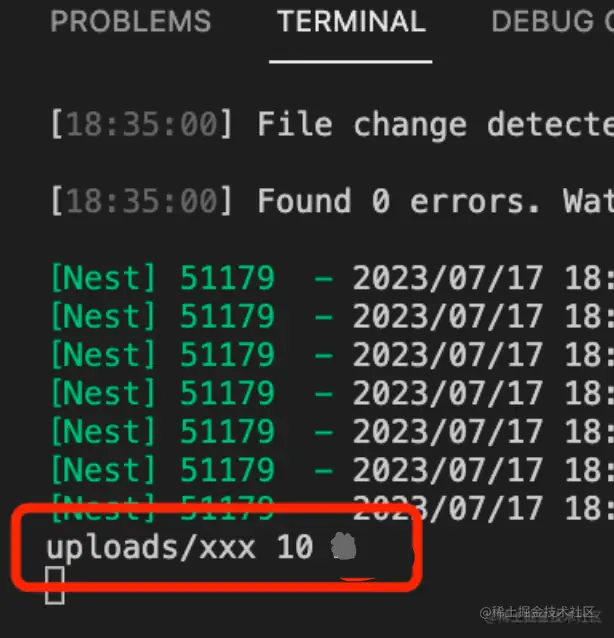 PROBLEMS TERMINAL DEBUG
[18:35:00] File change detecte
[18:35:00] Found 0 errors. Wat
[Nest] 51179 - 2023/07/17 18:
[Nest] 51179 - 2023/07/17 18:
[Nest] 51179 - 2023/07/17 18:
[Nest] 51179 - 2023/07/17 18:
[Nest] 51179 - 2023/07/17 18:
[Nest] 51179 - 2023/07/17 18:
[Nest] 51179 - 2023/07/17 18:
uploads/xxx 10
@稀土掘金技术社区